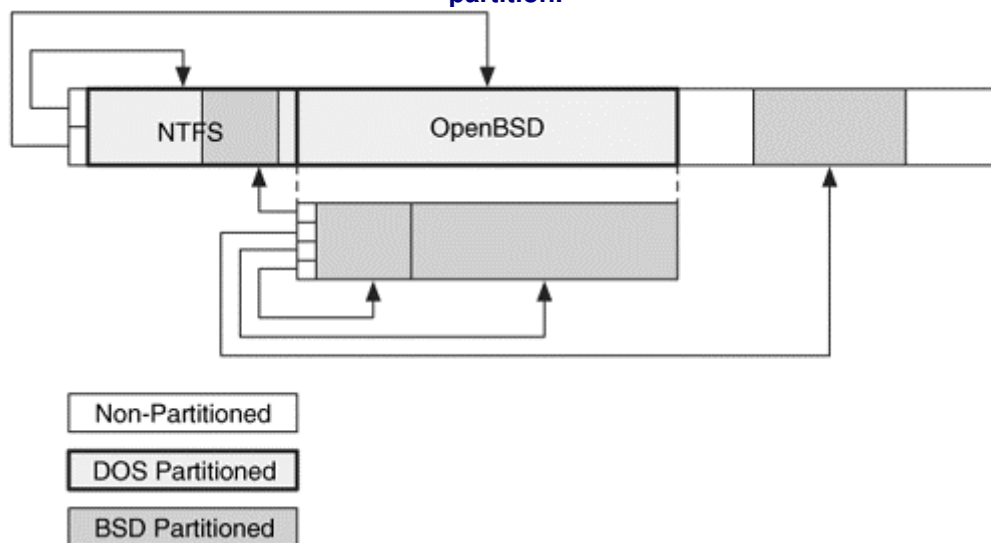 partition.
NTFS
OpenBSD
Non-Partitioned
DOS Partitioned
BSD Partitioned